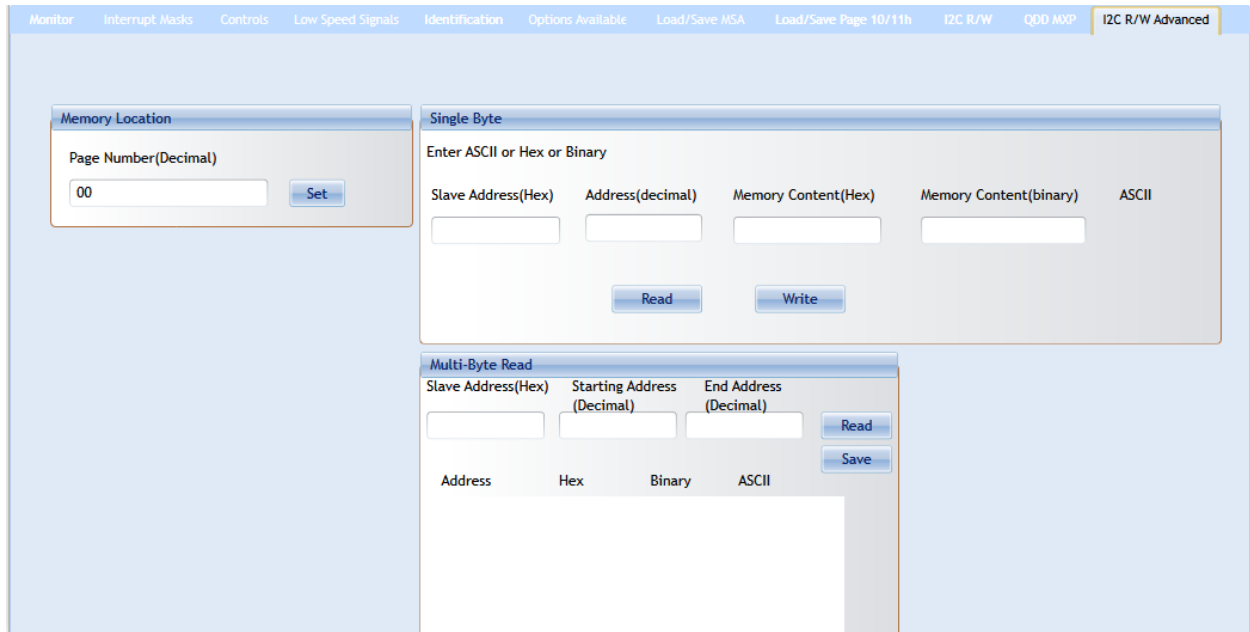 Monitor Interrupt Masks Controls Low Speed Signals Identification Options Available Load/Save MSA Load/Save Page 10/11h I2C R/W QDD MXP I2C R/W Advanced
Memory Location
Page Number(Decimal)
00 Set
Single Byte
Enter ASCII or Hex or Binary
Slave Address(Hex) Address(decimal) Memory Content(Hex) Memory Content(binary) ASCII
Read Write
Multi-Byte Read
Slave Address(Hex) Starting Address (Decimal) End Address (Decimal)
Read
Save
Address Hex Binary ASCII